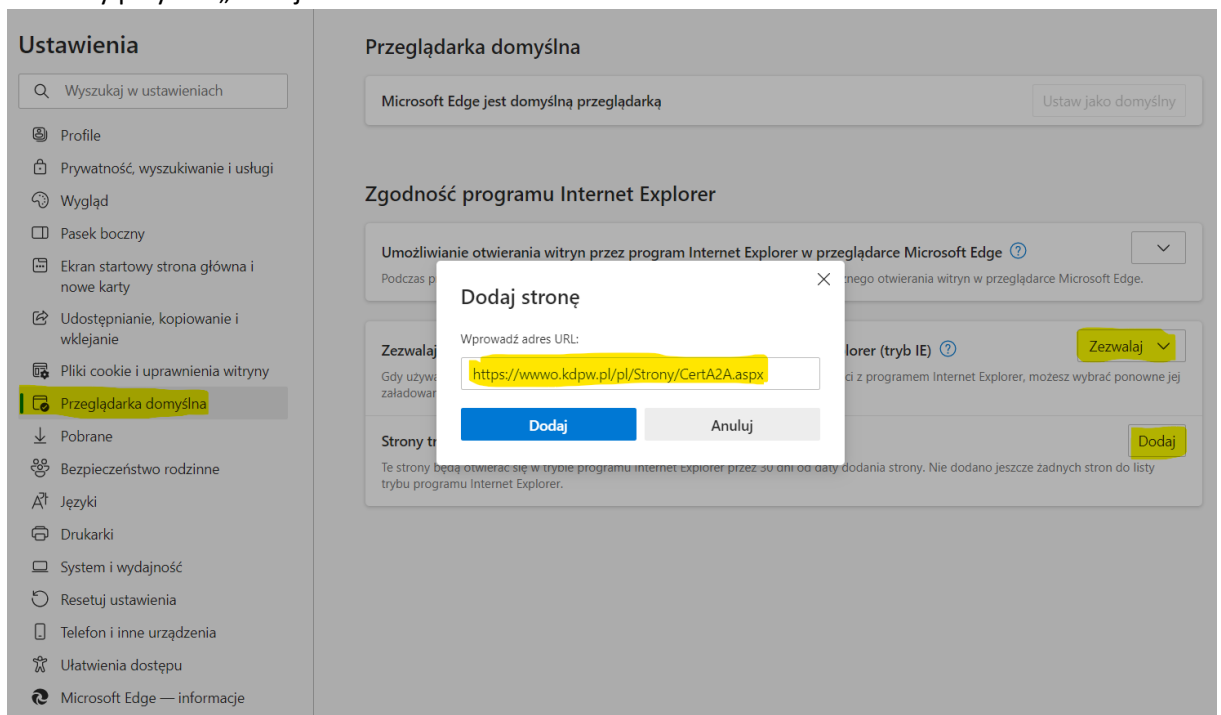 Ustawienia
Wyszukaj w ustawieniach
Profile
Prywatność, wyszukiwanie i usługi
Wygląd
Pasek boczny
Ekran startowy strona główna i
nowe karty
Udostępnianie, kopiowanie i
wklejanie
Pliki cookie i uprawnienia witryny
Przeglądarka domyślna
Pobrane
Bezpieczeństwo rodzinne
Języki
Drukarki
System i wydajność
Resetuj ustawienia
Telefon i inne urządzenia
Ułatwienia dostępu
Microsoft Edge — informacje
Przeglądarka domyślna
Microsoft Edge jest domyślną przeglądarką
Ustaw jako domyślny
Zgodność programu Internet Explorer
Umożliwianie otwierania witryn przez program Internet Explorer w przeglądarce Microsoft Edge
Podczas p
znego otwierania witryn w przeglądarce Microsoft Edge.
Zezwalaj
lorer (tryb IE)
Zezwalaj
Gdy używa
ci z programem Internet Explorer, możesz wybrać ponowne jej
załadowar
Strony tr
Dodaj
Te strony będą otwierać się w trybie programu Internet Explorer przez 30 dni od daty dodania strony. Nie dodano jeszcze żadnych stron do listy
trybu programu Internet Explorer.
Dodaj stronę
Wprowadź adres URL:
https://wwwo.kdpw.pl/pl/Strony/CertA2A.aspx
Dodaj
Anuluj